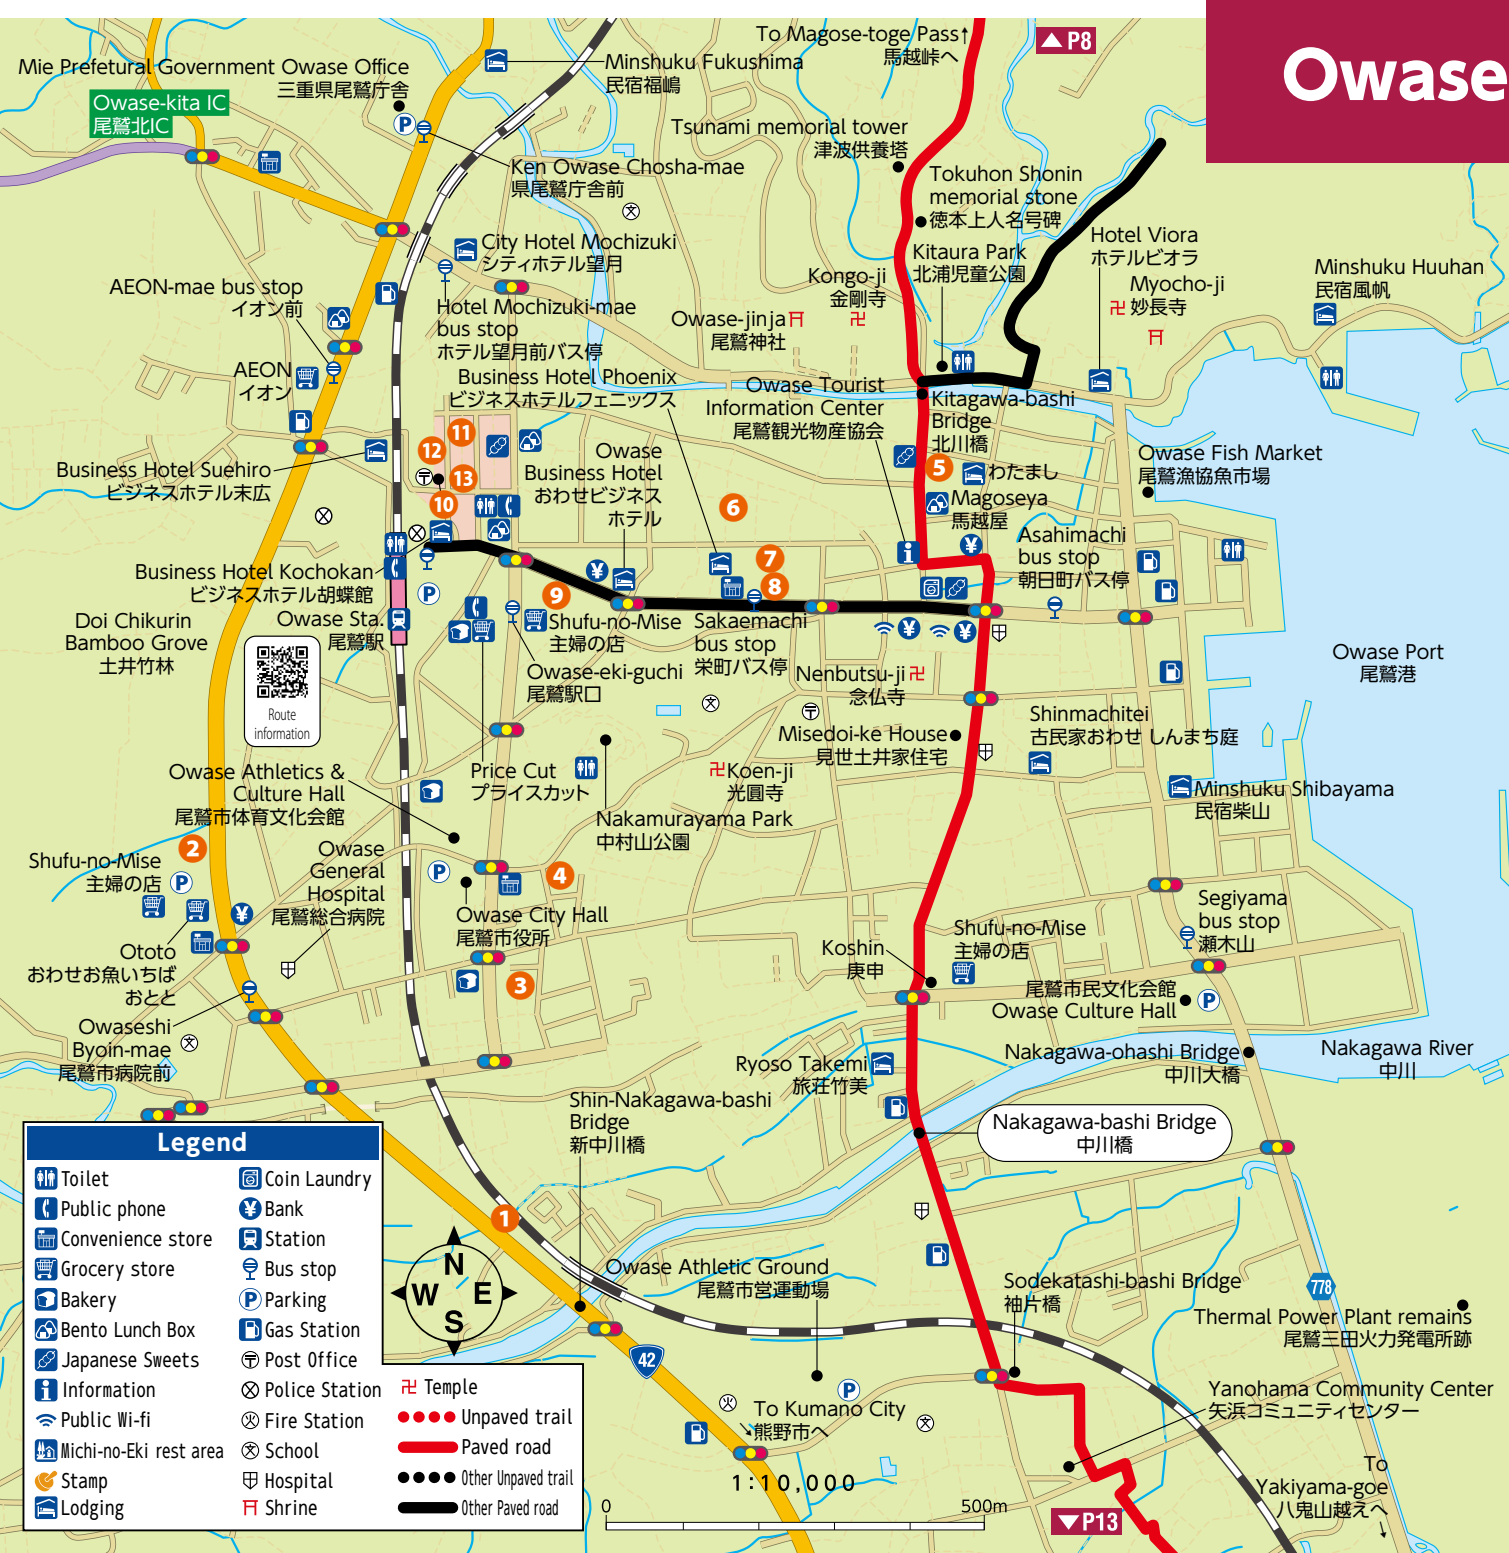 Owase
P8
To Magose-toge Pass↑
馬越峠へ
Mie Prefetural Government Owase Office
三重県尾鷲庁舎
Owase-kita IC
尾鷲北IC
P
Minshuku Fukushima
民宿福嶋
Ken Owase Chosha-mae
県尾鷲庁舎前
Tsunami memorial tower
津波供養塔
Tokuhon Shonin
memorial stone
徳本上人名号碑
Kitaura Park
北浦児童公園
Kongo-ji
金剛寺
Owase-jinja
尾鷲神社
Hotel Viora
ホテルビオラ
Myocho-ji
妙長寺
Minshuku Huuhan
民宿風帆
City Hotel Mochizuki
シティホテル望月
Hotel Mochizuki-mae
bus stop
ホテル望月前バス停
AEON-mae bus stop
イオン前
AEON
イオン
Business Hotel Phoenix
ビジネスホテルフェニックス
Owase Tourist
Information Center
尾鷲観光物産協会
Kitagawa-bashi
Bridge
北川橋
Business Hotel Suehiro
ビジネスホテル末広
11
12
13
10
Owase
Business Hotel
おわせビジネス
ホテル
5
わたまし
Magoseya
馬越屋
Owase Fish Market
尾鷲漁協魚市場
Asahimachi
bus stop
朝日町バス停
6
7
8
9
Business Hotel Kochokan
ビジネスホテル胡蝶館
Owase Sta.
尾鷲駅
P
Doi Chikurin
Bamboo Grove
土井竹林
Route
information
Shufu-no-Mise
主婦の店
Sakaemachi
bus stop
栄町バス停
Owase-eki-guchi
尾鷲駅口
Nenbutsu-ji
念仏寺
Owase Port
尾鷲港
Misedoi-ke House
見世土井家住宅
Shinmachitei
古民家おわせ しんまち庭
Owase Athletics &
Culture Hall
尾鷲市体育文化会館
Price Cut
プライスカット
Koen-ji
光圓寺
Nakamurayama Park
中村山公園
Minshuku Shibayama
民宿柴山
2
Shufu-no-Mise
主婦の店
P
Owase
General
Hospital
尾鷲総合病院
P
4
Owase City Hall
尾鷲市役所
Ototo
おわせお魚いちば
おとと
3
Owaseshi
Byoin-mae
尾鷲市病院前
Koshin
庚申
Shufu-no-Mise
主婦の店
Segiyama
bus stop
瀬木山
尾鷲市民文化会館
Owase Culture Hall
P
Nakagawa-ohashi Bridge
中川大橋
Nakagawa River
中川
Ryoso Takemi
旅荘竹美
Shin-Nakagawa-bashi
Bridge
新中川橋
Nakagawa-bashi Bridge
中川橋
1
N
W E
S
Owase Athletic Ground
尾鷲市営運動場
Sodekatashi-bashi Bridge
袖片橋
778
Thermal Power Plant remains
尾鷲三田火力発電所跡
42
P
To Kumano City
熊野市へ
Yanohama Community Center
矢浜コミュニティセンター
To
Yakiyama-goe
八鬼山越えへ
1:10,000
0 500m
P13
Legend
Toilet
Public phone
Convenience store
Grocery store
Bakery
Bento Lunch Box
Japanese Sweets
Information
Public Wi-fi
Michi-no-Eki rest area
Stamp
Lodging
Coin Laundry
Bank
Station
Bus stop
Parking
Gas Station
Post Office
Police Station
Fire Station
School
Hospital
Shrine
Temple
Unpaved trail
Paved road
Other Unpaved trail
Other Paved road